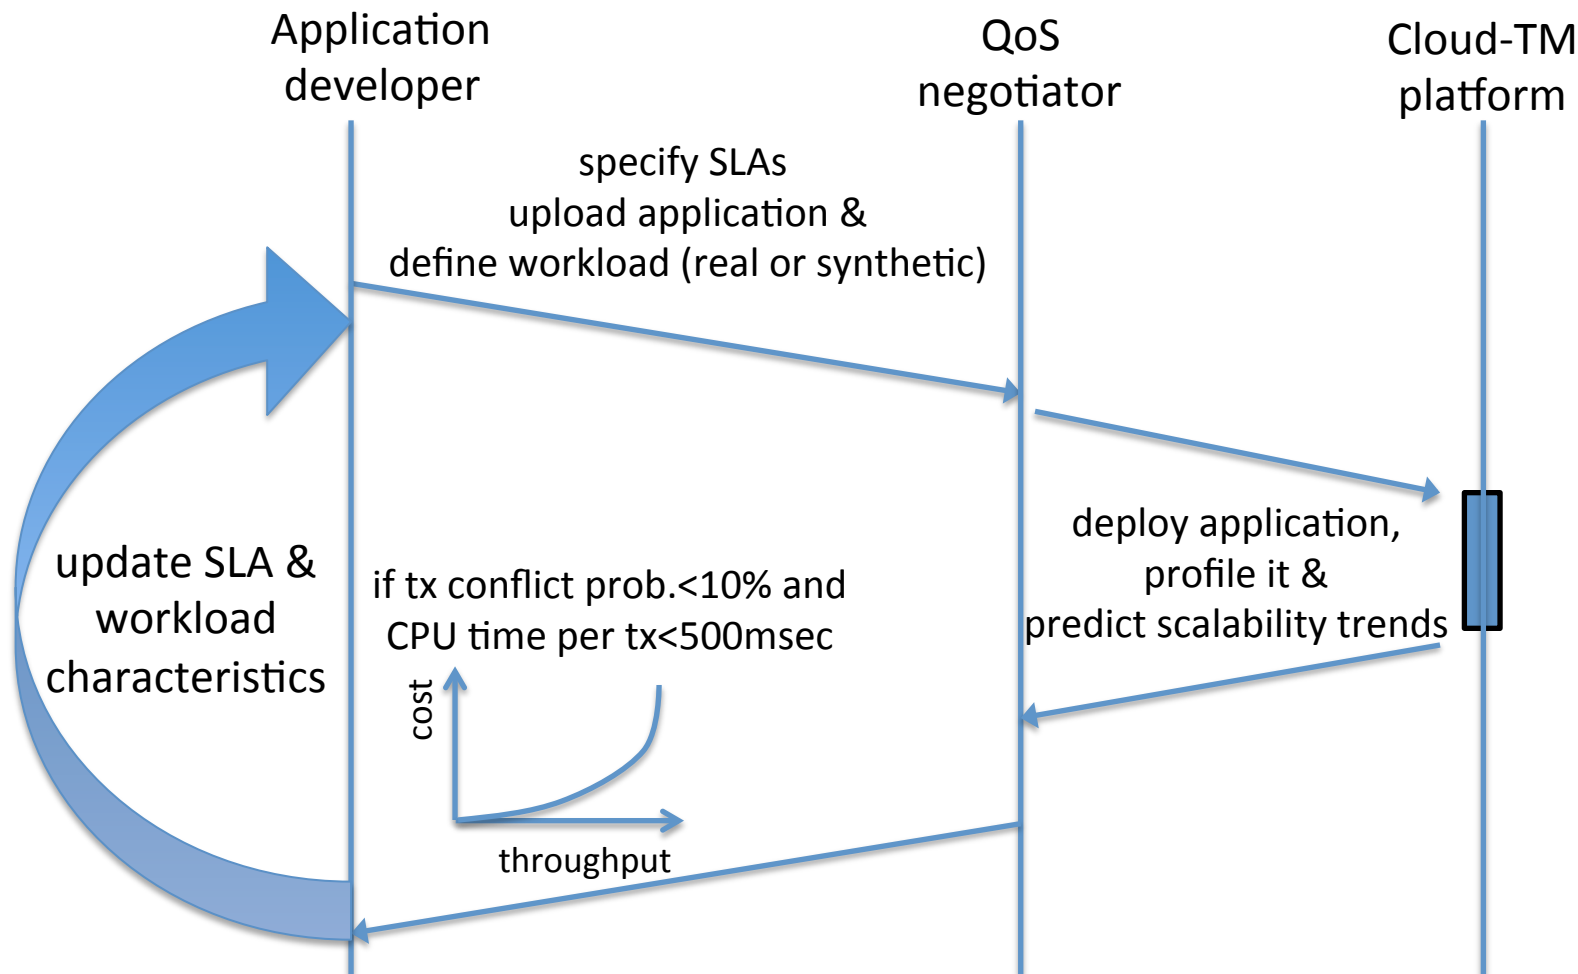 Application
developer
QoS
negotiator
Cloud-TM
platform
specify SLAs
upload application &
define workload (real or synthetic)
deploy application,
profile it &
predict scalability trends
update SLA &
workload
characteristics
if tx conflict prob.<10% and
CPU time per tx<500msec
cost
throughput